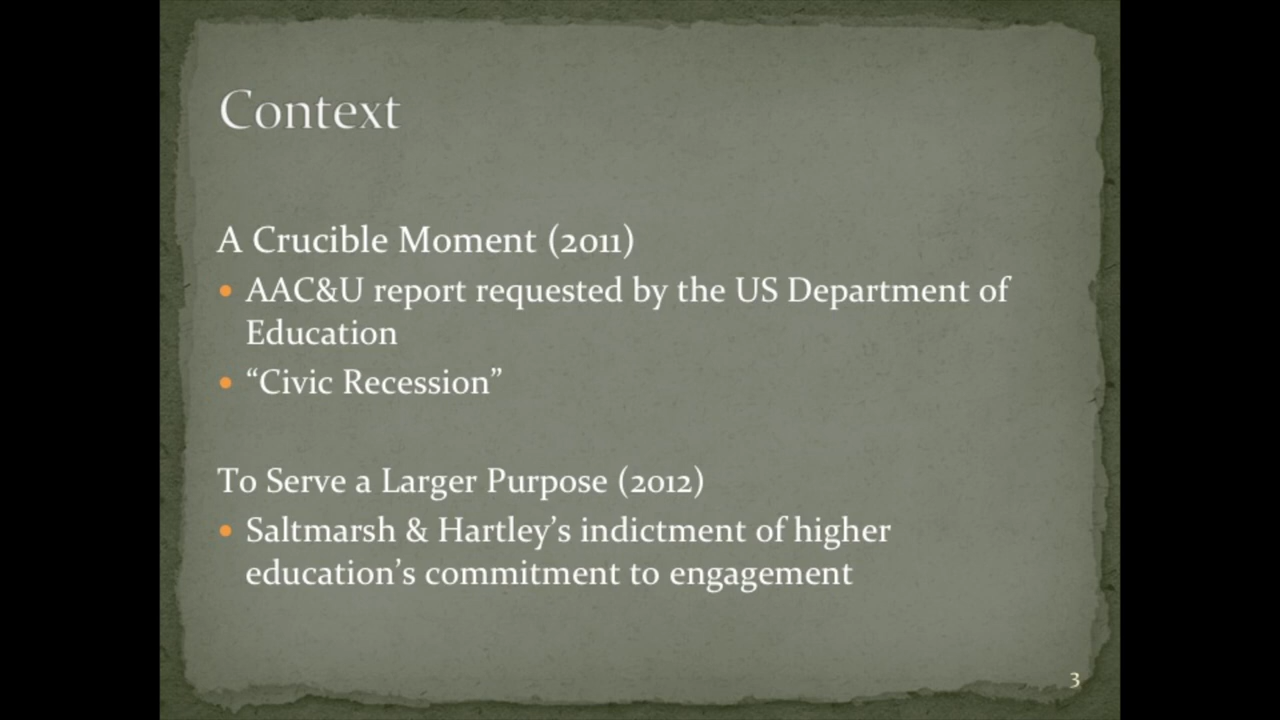 Context
A Crucible Moment (2011)
• AAC&U report requested by the US Department of
Education
• “Civic Recession”
To Serve a Larger Purpose (2012)
• Saltmarsh & Hartley’s indictment of higher
education’s commitment to engagement
3